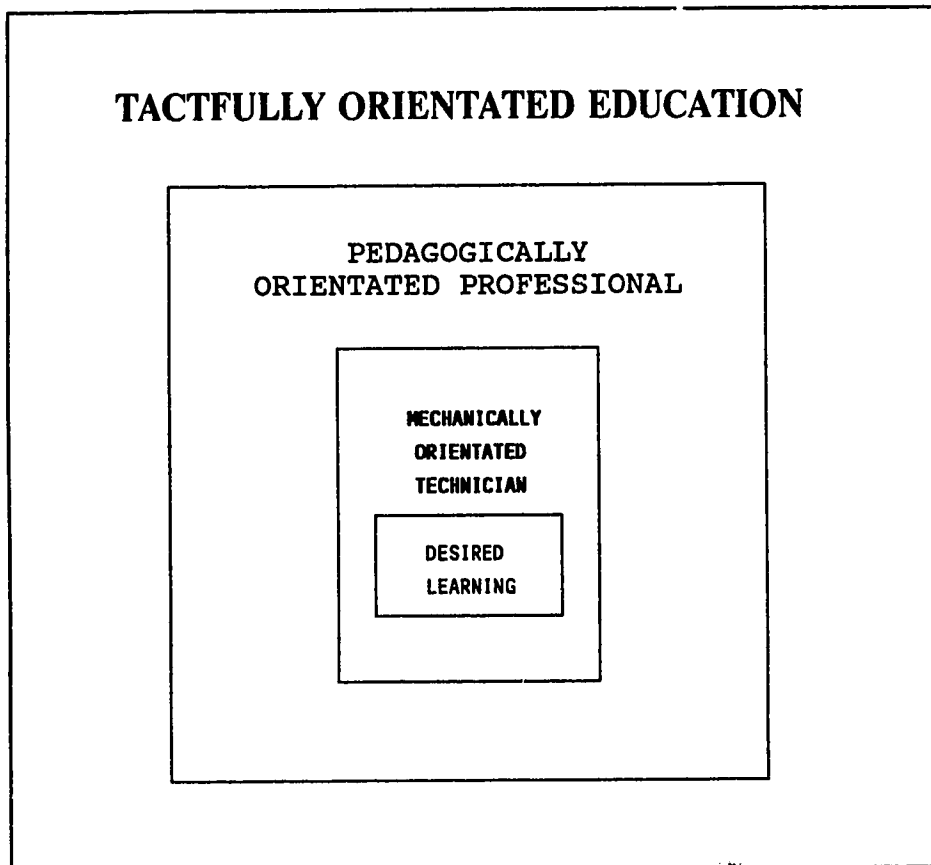 TACTFULLY ORIENTATED EDUCATION
PEDAGOGICALLY
ORIENTATED PROFESSIONAL
MECHANICALLY
ORIENTATED
TECHNICIAN
DESIRED
LEARNING